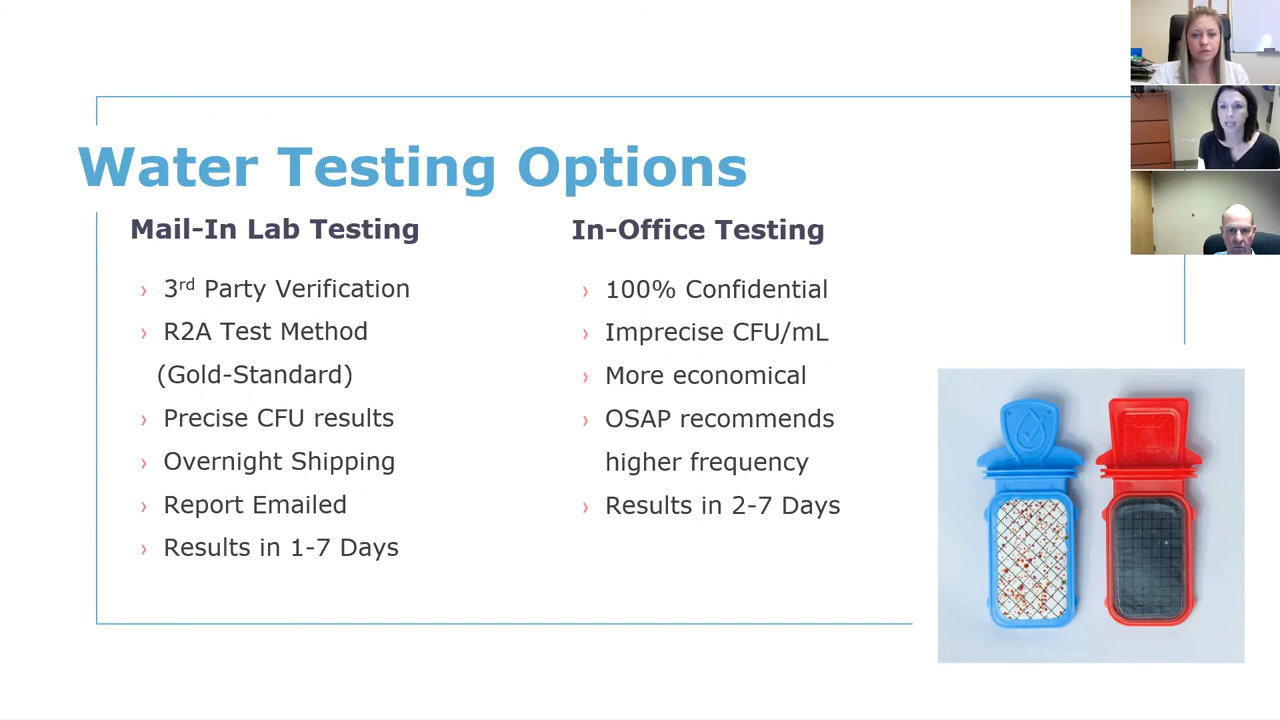 Water Testing Options
Mail-In Lab Testing
› 3rd Party Verification
› R2A Test Method
(Gold-Standard)
› Precise CFU results
› Overnight Shipping
› Report Emailed
› Results in 1-7 Days
In-Office Testing
› 100% Confidential
› Imprecise CFU/mL
› More economical
› OSAP recommends
higher frequency
› Results in 2-7 Days